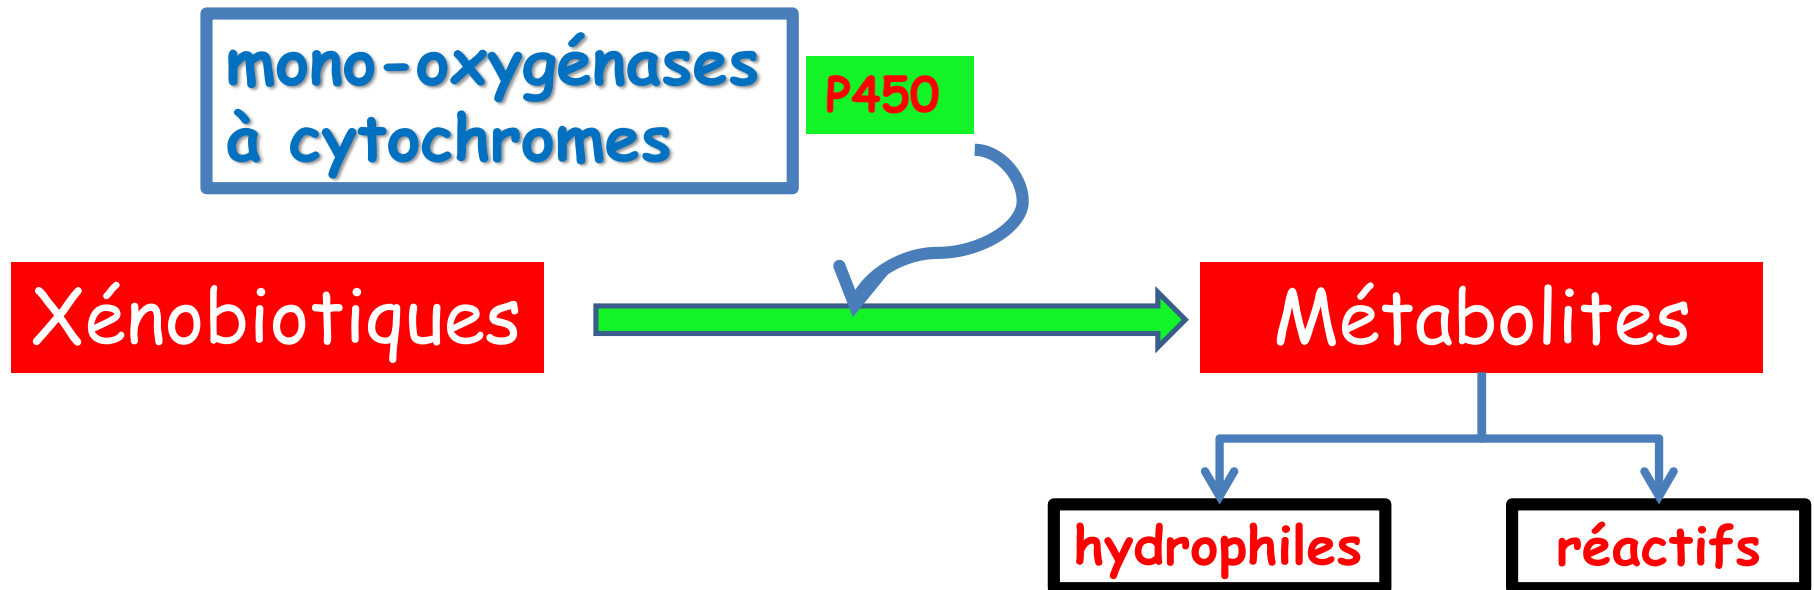 mono-oxygénases
à cytochromes
P450
Xénobiotiques
Métabolites
hydrophiles
réactifs